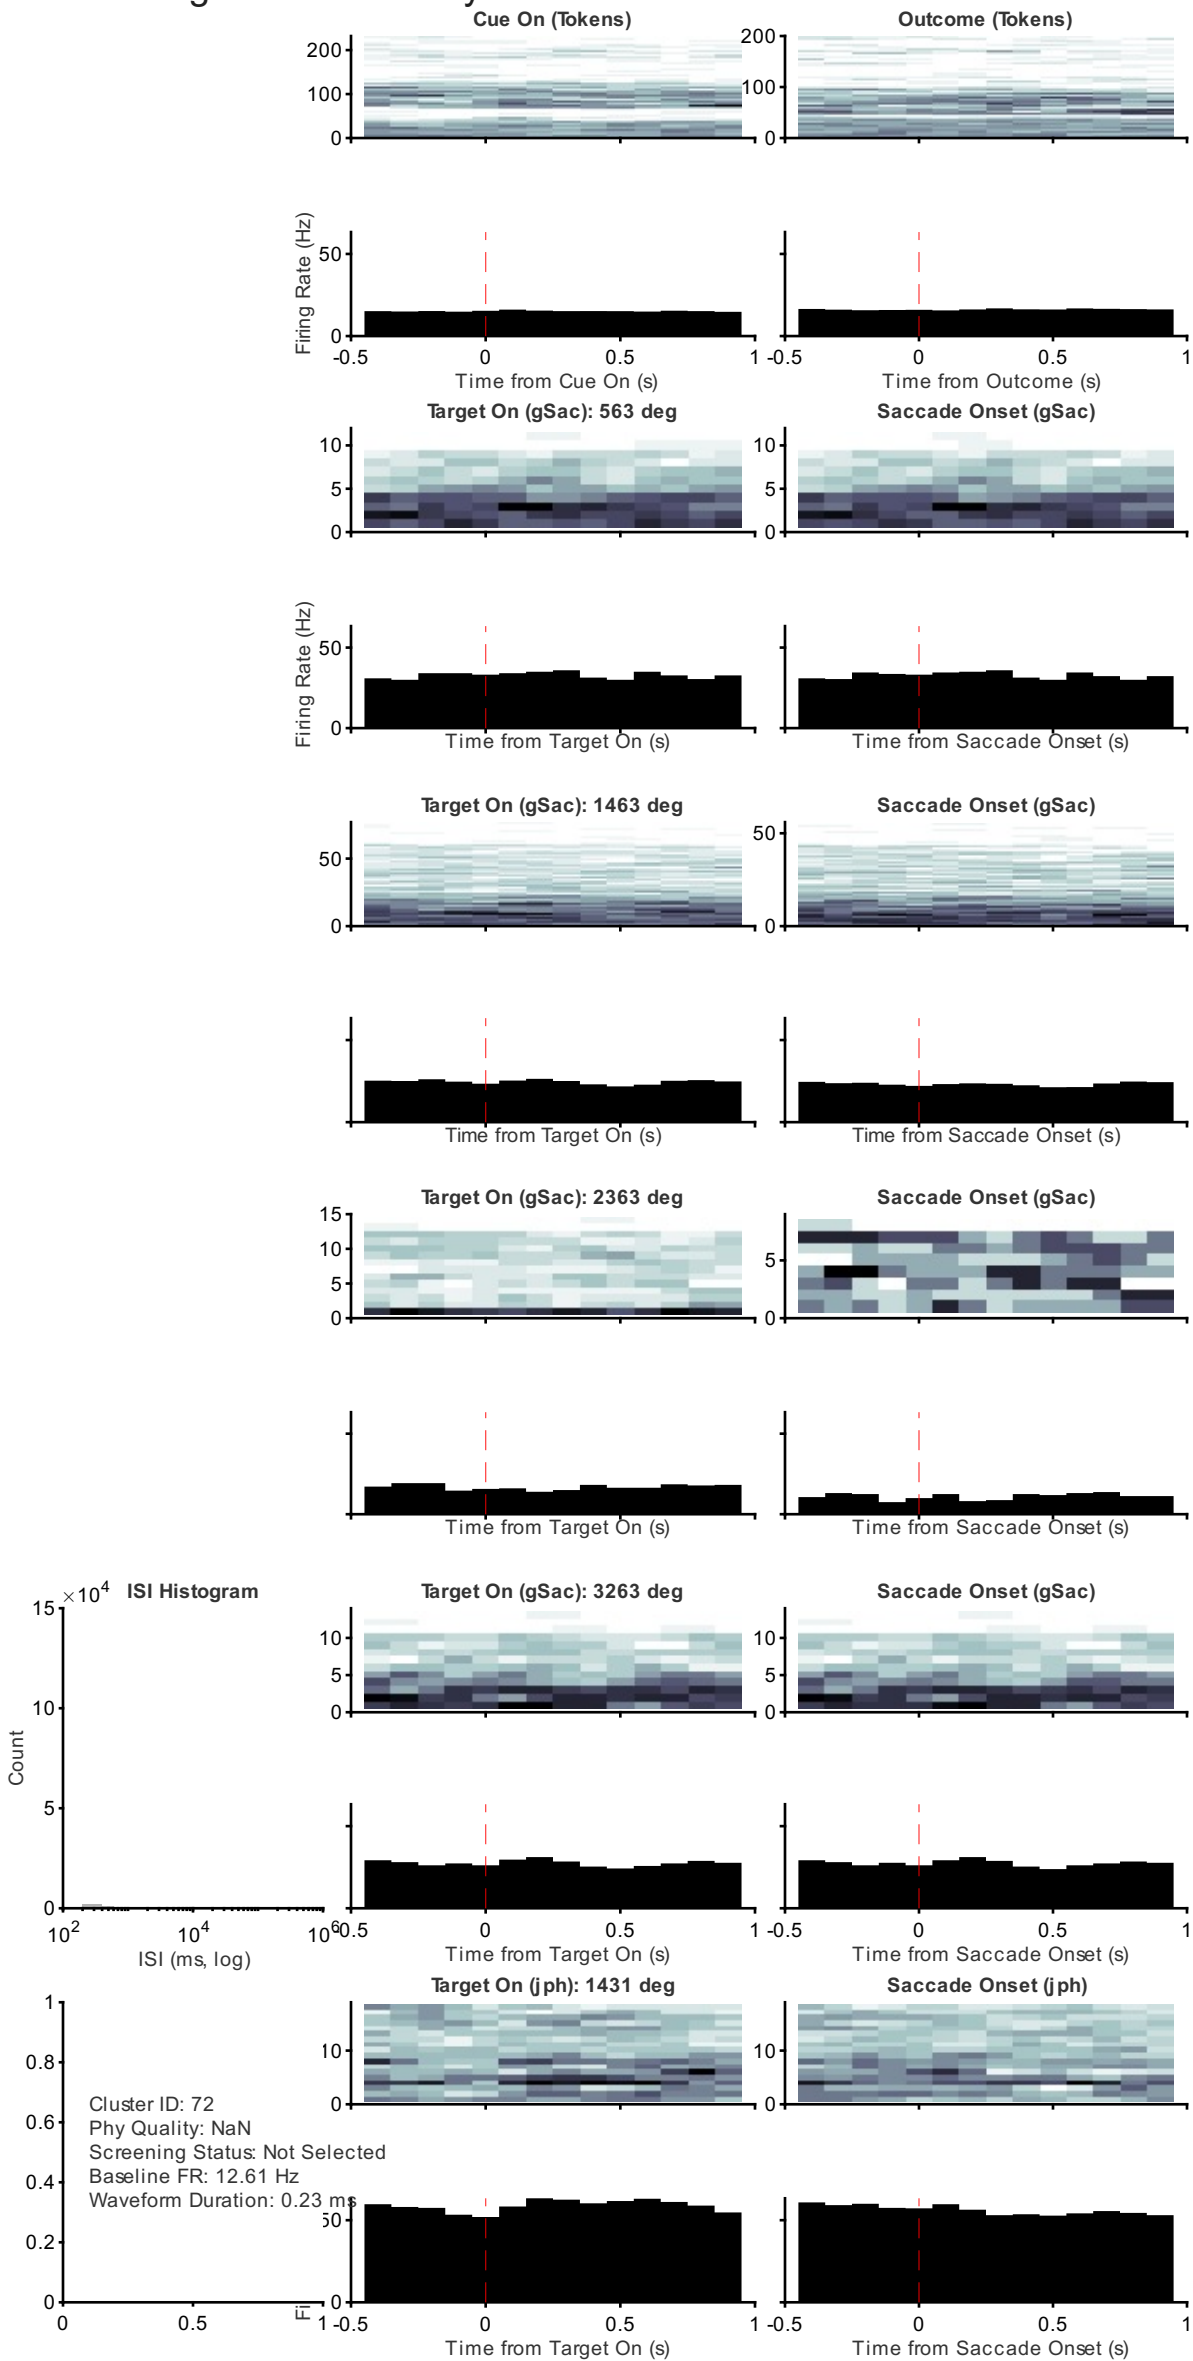 Cue On (Tokens)
Outcome (Tokens)
200
100
0
200
100
0
Firing Rate (Hz)
50
0
-0.5 0 0.5 1
Time from Cue On (s)
-0.5 0 0.5 1
Time from Outcome (s)
Target On (gSac): 563 deg
Saccade Onset (gSac)
10
5
0
10
5
0
Firing Rate (Hz)
50
0
Time from Target On (s)
Time from Saccade Onset (s)
Target On (gSac): 1463 deg
Saccade Onset (gSac)
50
0
50
0
Time from Target On (s)
Time from Saccade Onset (s)
Target On (gSac): 2363 deg
Saccade Onset (gSac)
15
10
5
0
5
0
Time from Target On (s)
Time from Saccade Onset (s)
ISI Histogram
×10⁴
15
10
5
0
Count
10² 10⁴ 10⁶
ISI (ms, log)
Target On (gSac): 3263 deg
Saccade Onset (gSac)
10
5
0
10
5
0
-0.5 0 0.5 1
Time from Target On (s)
-0.5 0 0.5 1
Time from Saccade Onset (s)
Target On (jph): 1431 deg
Saccade Onset (jph)
10
0
10
0
1
0.8
0.6
0.4
0.2
0
0 0.5 1
Cluster ID: 72
Phy Quality: NaN
Screening Status: Not Selected
Baseline FR: 12.61 Hz
Waveform Duration: 0.23 ms
50
0
Fi
-0.5 0 0.5 1
Time from Target On (s)
-0.5 0 0.5 1
Time from Saccade Onset (s)